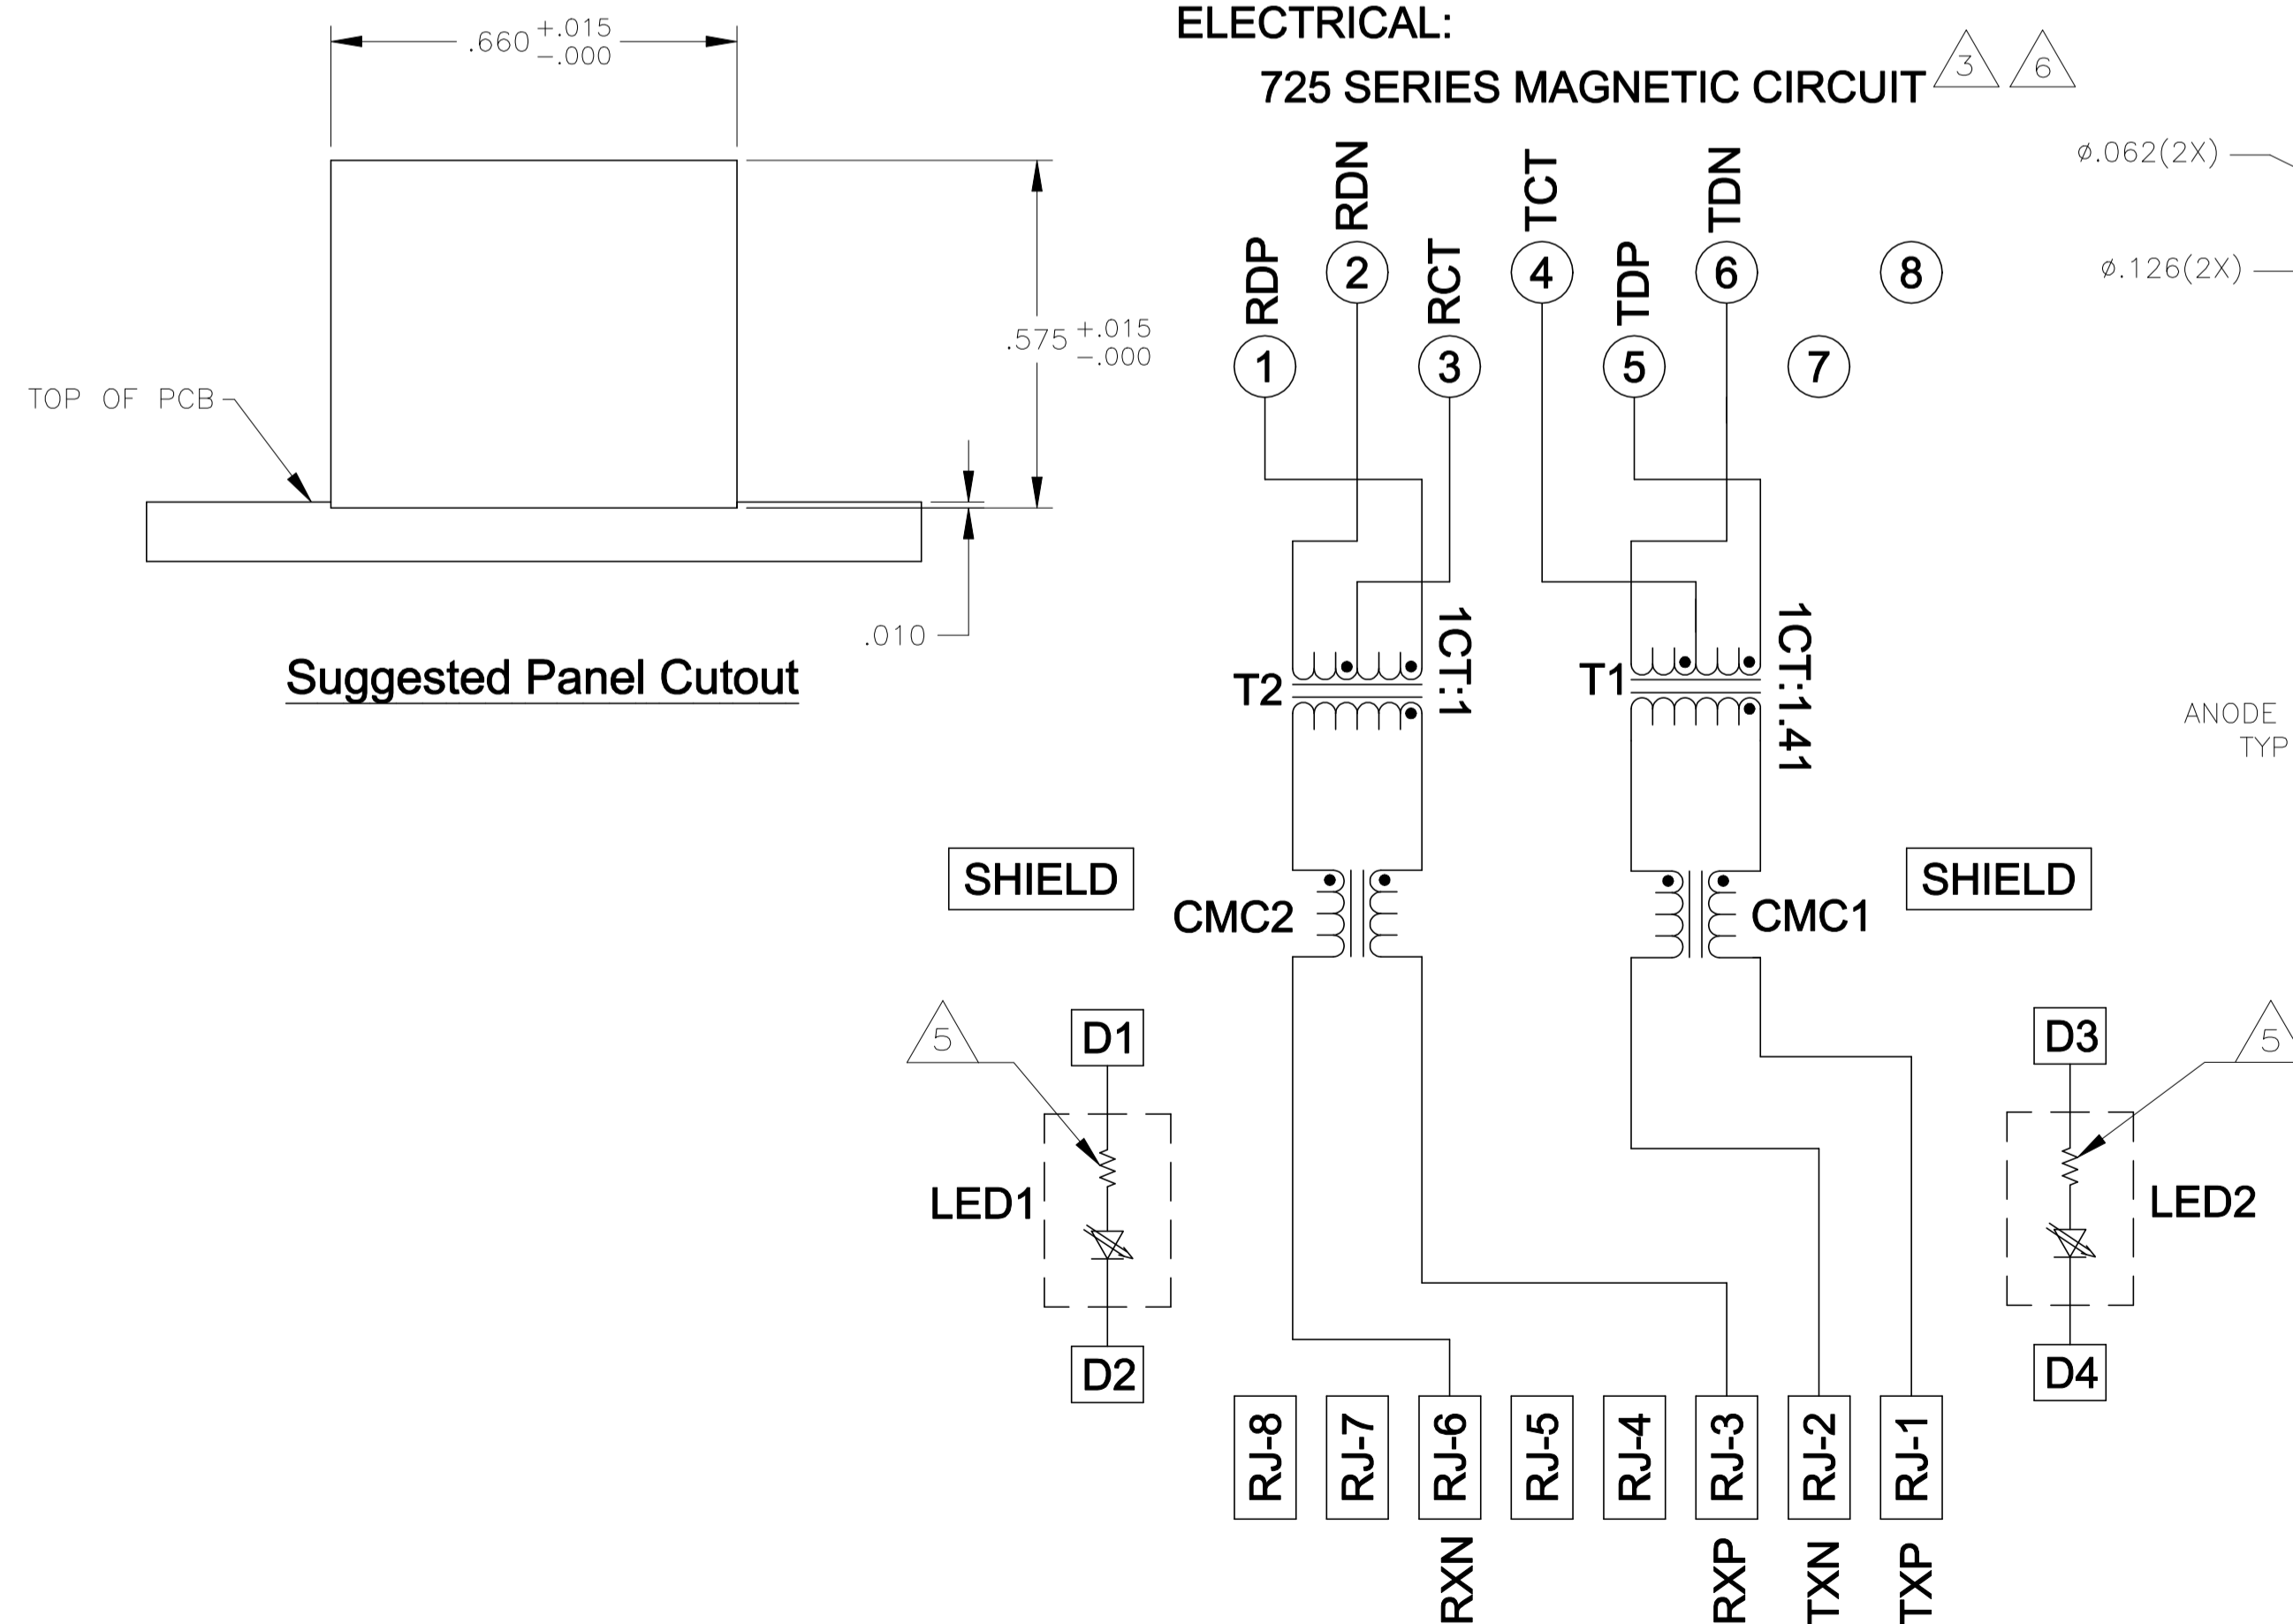 ELECTRICAL:
725 SERIES MAGNETIC CIRCUIT
3
6
.660 +.015
-.000
.575 +.015
-.000
TOP OF PCB
.010
Suggested Panel Cutout
ø.062(2X)
ø.126(2X)
RDN
TCT
TDN
RDP
2
RCT
4
TDP
6
8
1
3
5
7
T2
1CT:1
T1
1CT:1.41
ANODE
TYP
SHIELD
SHIELD
CMC2
CMC1
5
D1
D3
5
LED1
LED2
D2
D4
RJ-8
RJ-7
RJ-6
RJ-5
RJ-4
RJ-3
RJ-2
RJ-1
RXN
RXP
TXN
TXP